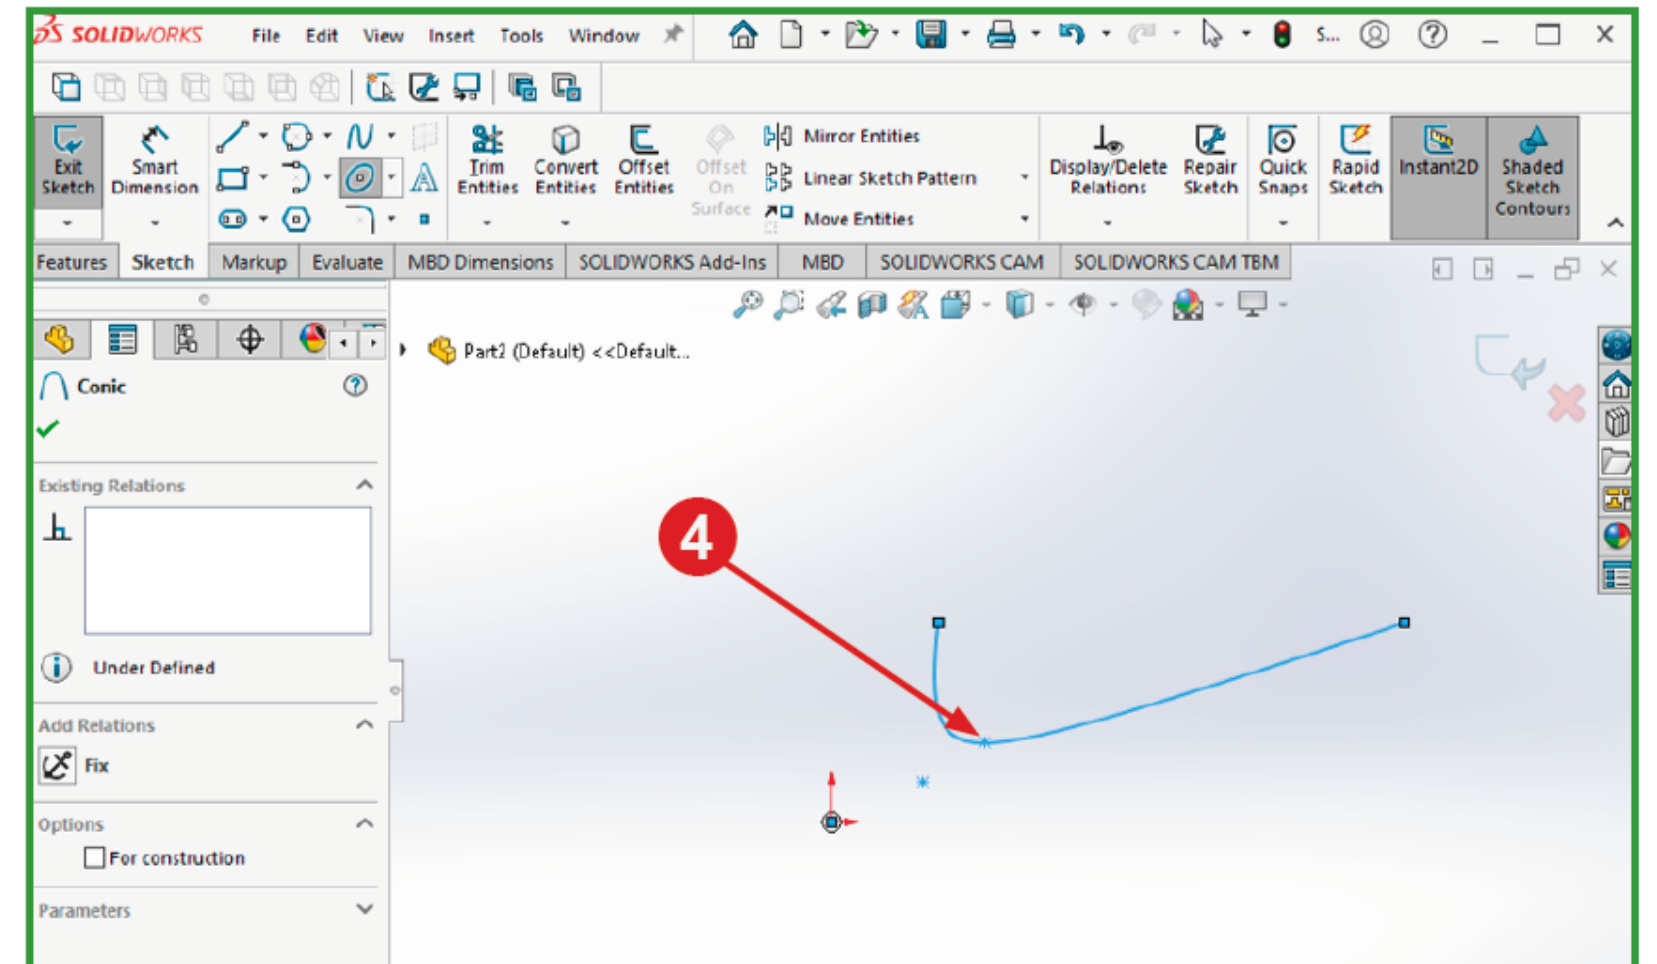 SOLIDWORKS File Edit View Insert Tools Window S... ?
Exit Sketch
Smart Dimension
Trim Entities
Convert Entities
Offset Entities
Offset On Surface
Mirror Entities
Linear Sketch Pattern
Move Entities
Display/Delete Relations
Repair Sketch
Quick Snaps
Rapid Sketch
Instant2D
Shaded Sketch Contours
Features Sketch Markup Evaluate MBD Dimensions SOLIDWORKS Add-Ins MBD SOLIDWORKS CAM SOLIDWORKS CAM TBM
Part2 (Default) <<Default...
Conic ?
Existing Relations
4
Under Defined
Add Relations
Fix
Options
For construction
Parameters